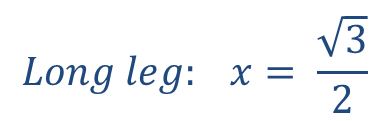 Long leg: x = √3/2